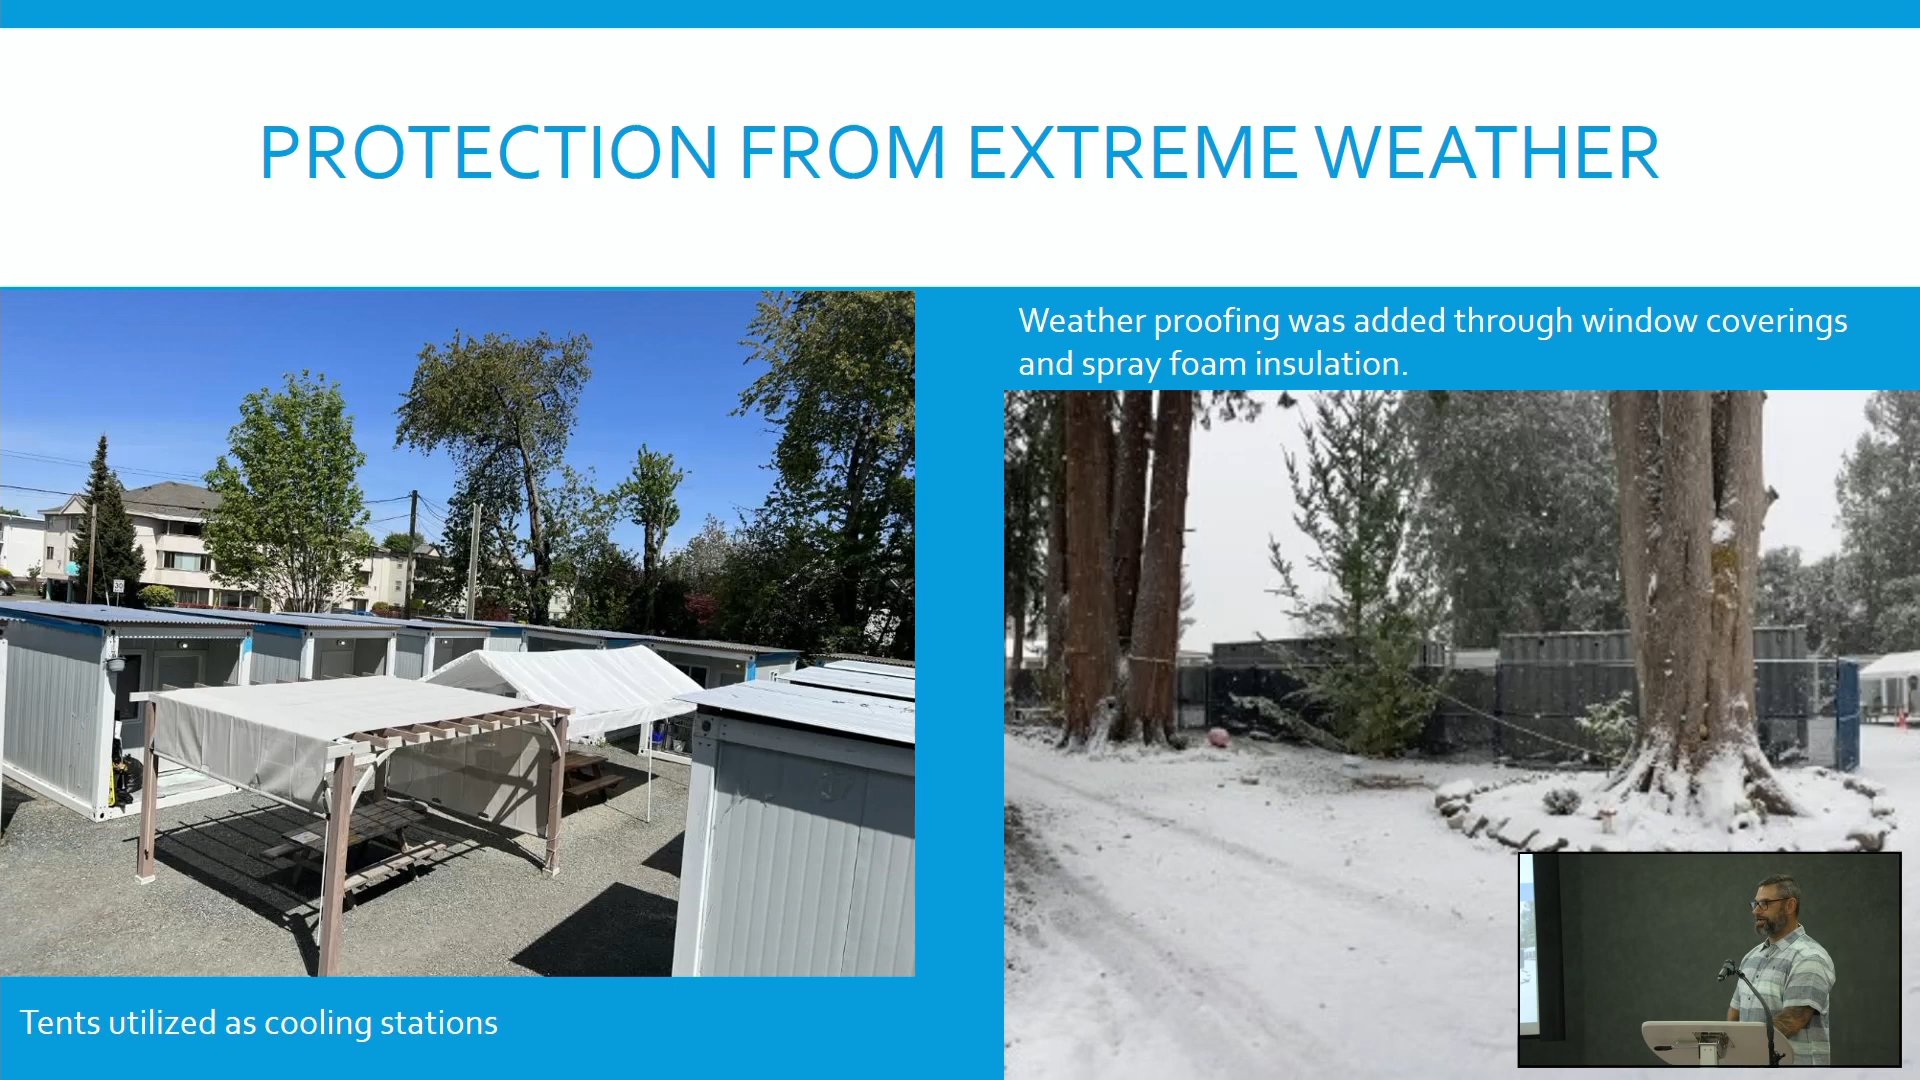 PROTECTION FROM EXTREME WEATHER
Weather proofing was added through window coverings
and spray foam insulation.
30
Tents utilized as cooling stations